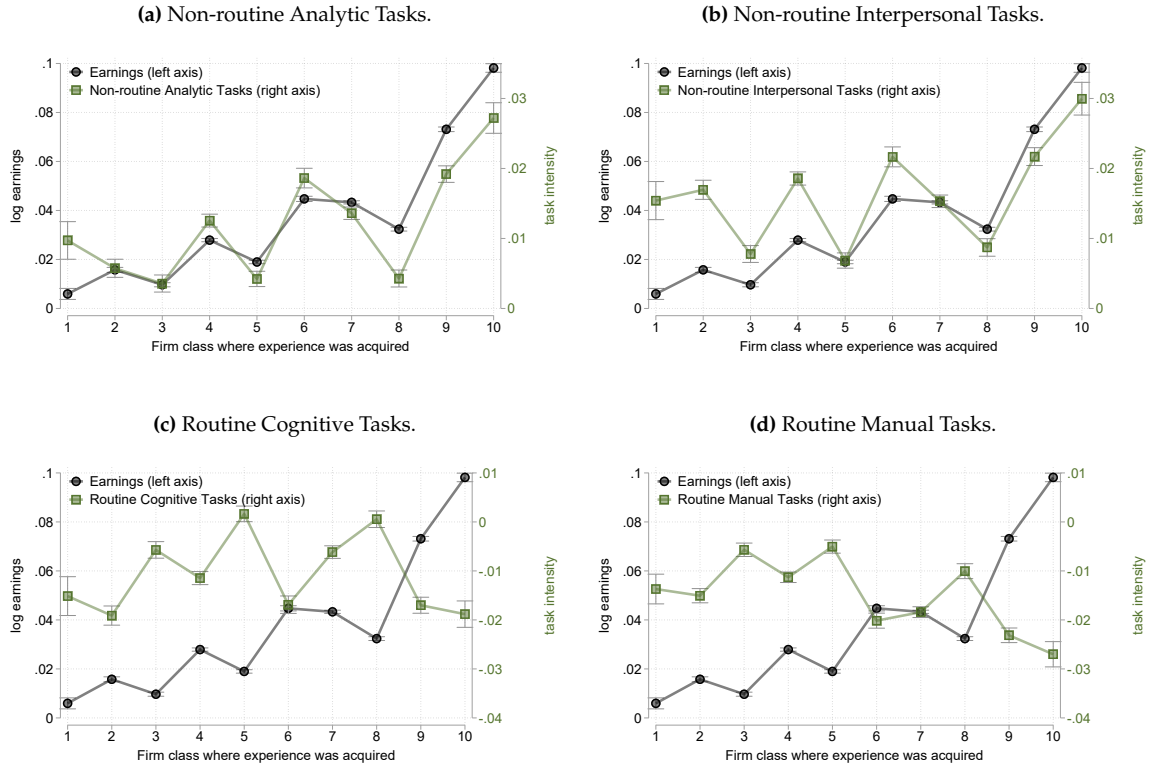 (a) Non-routine Analytic Tasks.
Earnings (left axis)
Non-routine Analytic Tasks (right axis)
log earnings
.1
.08
.06
.04
.02
0
.03
.02
.01
0
task intensity
1 2 3 4 5 6 7 8 9 10
Firm class where experience was acquired
(b) Non-routine Interpersonal Tasks.
Earnings (left axis)
Non-routine Interpersonal Tasks (right axis)
log earnings
.1
.08
.06
.04
.02
0
.03
.02
.01
0
task intensity
1 2 3 4 5 6 7 8 9 10
Firm class where experience was acquired
(c) Routine Cognitive Tasks.
Earnings (left axis)
Routine Cognitive Tasks (right axis)
log earnings
.1
.08
.06
.04
.02
0
.01
0
-.01
-.02
-.03
-.04
task intensity
1 2 3 4 5 6 7 8 9 10
Firm class where experience was acquired
(d) Routine Manual Tasks.
Earnings (left axis)
Routine Manual Tasks (right axis)
log earnings
.1
.08
.06
.04
.02
0
.01
0
-.01
-.02
-.03
-.04
task intensity
1 2 3 4 5 6 7 8 9 10
Firm class where experience was acquired